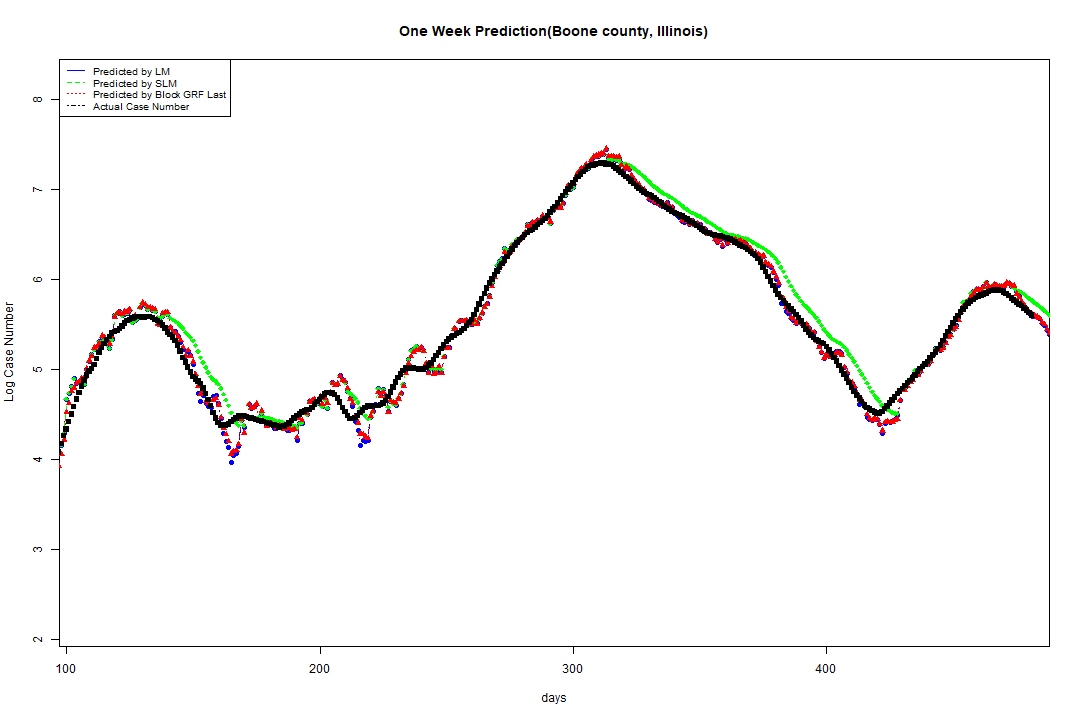 One Week Prediction(Boone county, Illinois)
Predicted by LM
Predicted by SLM
Predicted by Block GRF Last
Actual Case Number
8
7
6
5
4
3
2
Log Case Number
100 200 300 400
days